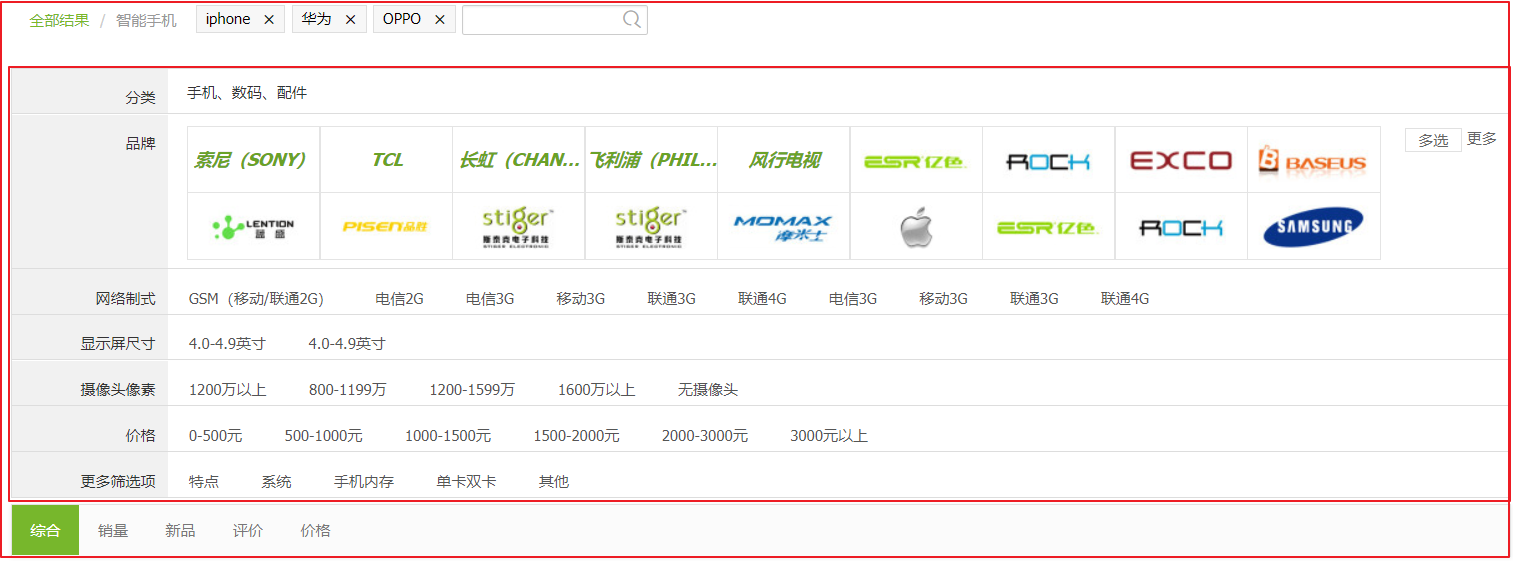 全部结果 / 智能手机 iphone × 华为 × OPPO ×
分类 手机、数码、配件
品牌 索尼（SONY） TCL 长虹（CHAN... 飞利浦（PHIL... 风行电视 ESR亿色 ROCK EXCO BASEUS 多选 更多
LENTION 蓝盛 PISEN品胜 stiger™ 斯泰克电子科技 STIGER ELECTRONIC stiger™ 斯泰克电子科技 STIGER ELECTRONIC MOMAX 摩米士 ESR亿色 ROCK SAMSUNG
网络制式 GSM（移动/联通2G） 电信2G 电信3G 移动3G 联通3G 联通4G 电信3G 移动3G 联通3G 联通4G
显示屏尺寸 4.0-4.9英寸 4.0-4.9英寸
摄像头像素 1200万以上 800-1199万 1200-1599万 1600万以上 无摄像头
价格 0-500元 500-1000元 1000-1500元 1500-2000元 2000-3000元 3000元以上
更多筛选项 特点 系统 手机内存 单卡双卡 其他
综合 销量 新品 评价 价格